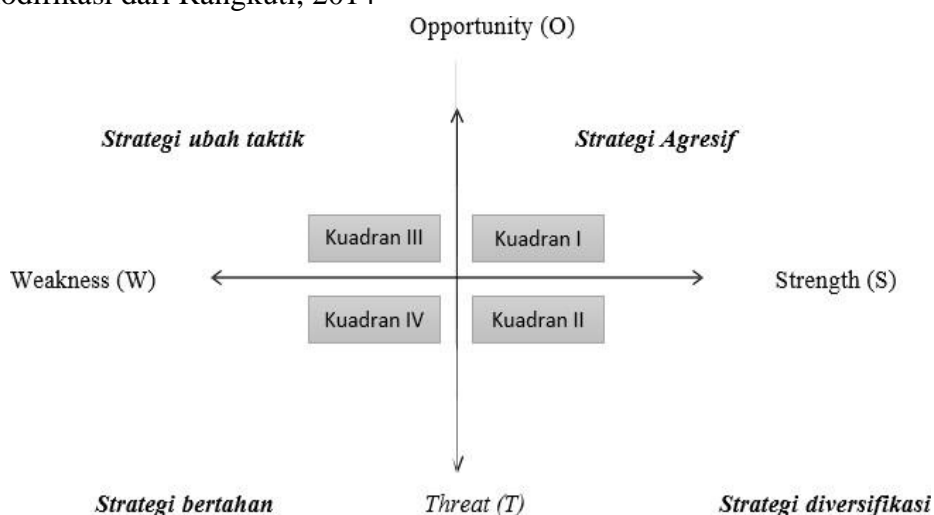 dari Rangkuti, 2014
Opportunity (O)
Strategi ubah taktik Strategi Agresif
Kuadran III Kuadran I
Weakness (W) Strength (S)
Kuadran IV Kuadran II
Strategi bertahan Threat (T) Strategi diversifikasi